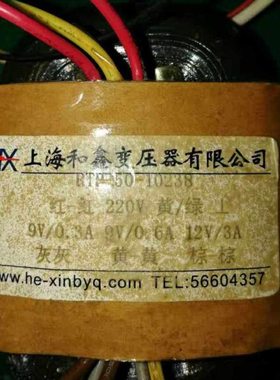 上海和鑫变压器有限公司
RTP-50-10238
红-红 220V 黄/绿 上
9V/0.3A 9V/0.6A 12V/3A
灰灰 黄黄 棕棕
www.he-xinbyq.com TEL:56604357